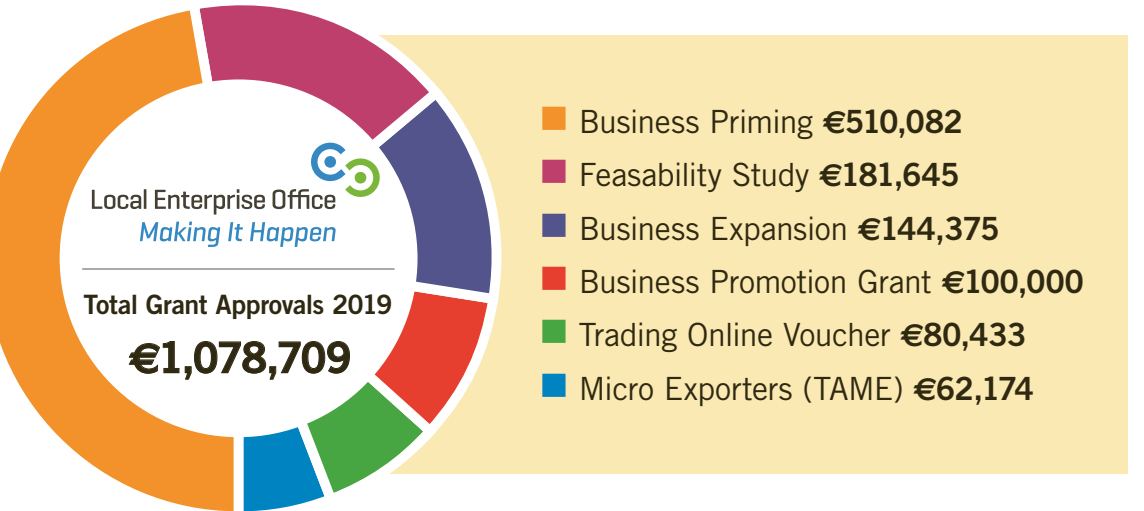 Local Enterprise Office
Making It Happen
Total Grant Approvals 2019
€1,078,709
Business Priming €510,082
Feasability Study €181,645
Business Expansion €144,375
Business Promotion Grant €100,000
Trading Online Voucher €80,433
Micro Exporters (TAME) €62,174